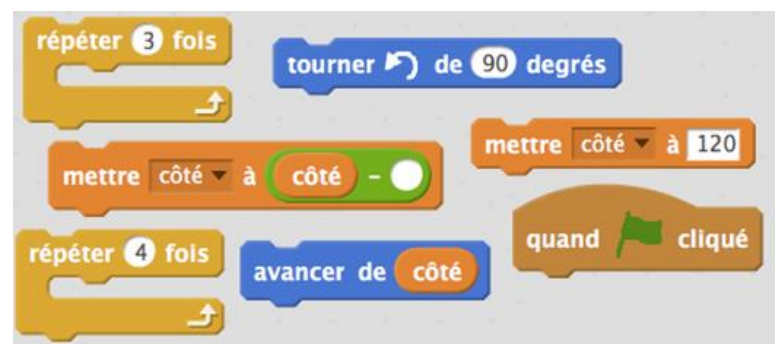 répéter 3 fois
tourner de 90 degrés
mettre côté à côté -
mettre côté à 120
quand cliqué
répéter 4 fois
avancer de côté